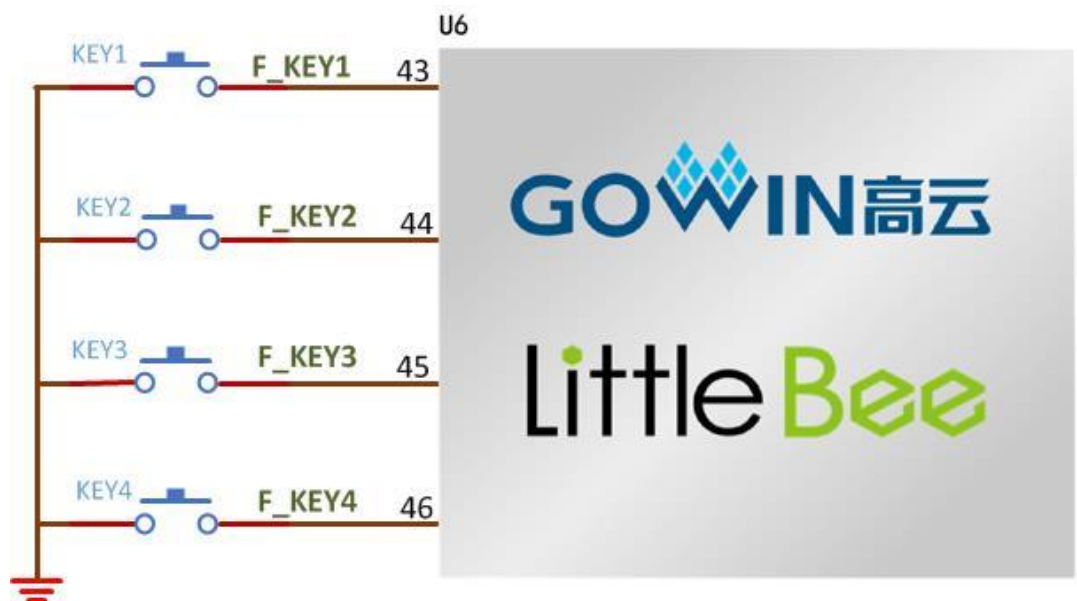 U6
KEY1 F_KEY1 43
KEY2 F_KEY2 44
GOWIN高云
KEY3 F_KEY3 45
LittleBee
KEY4 F_KEY4 46